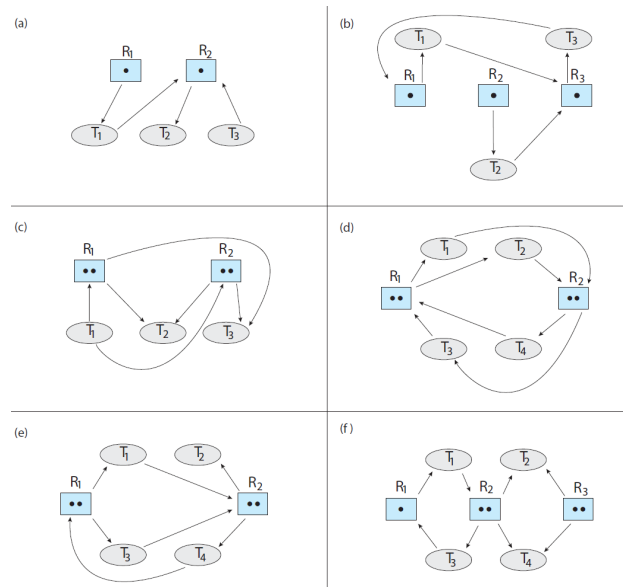 (a)
R1 R2
T1 T2 T3
(b)
T1 T3
R1 R2 R3
T2
(c)
R1 R2
T1 T2 T3
(d)
T1 T2
R1 R2
T3 T4
(e)
T1 T2
R1 R2
T3 T4
(f)
T1 T2
R1 R2 R3
T3 T4